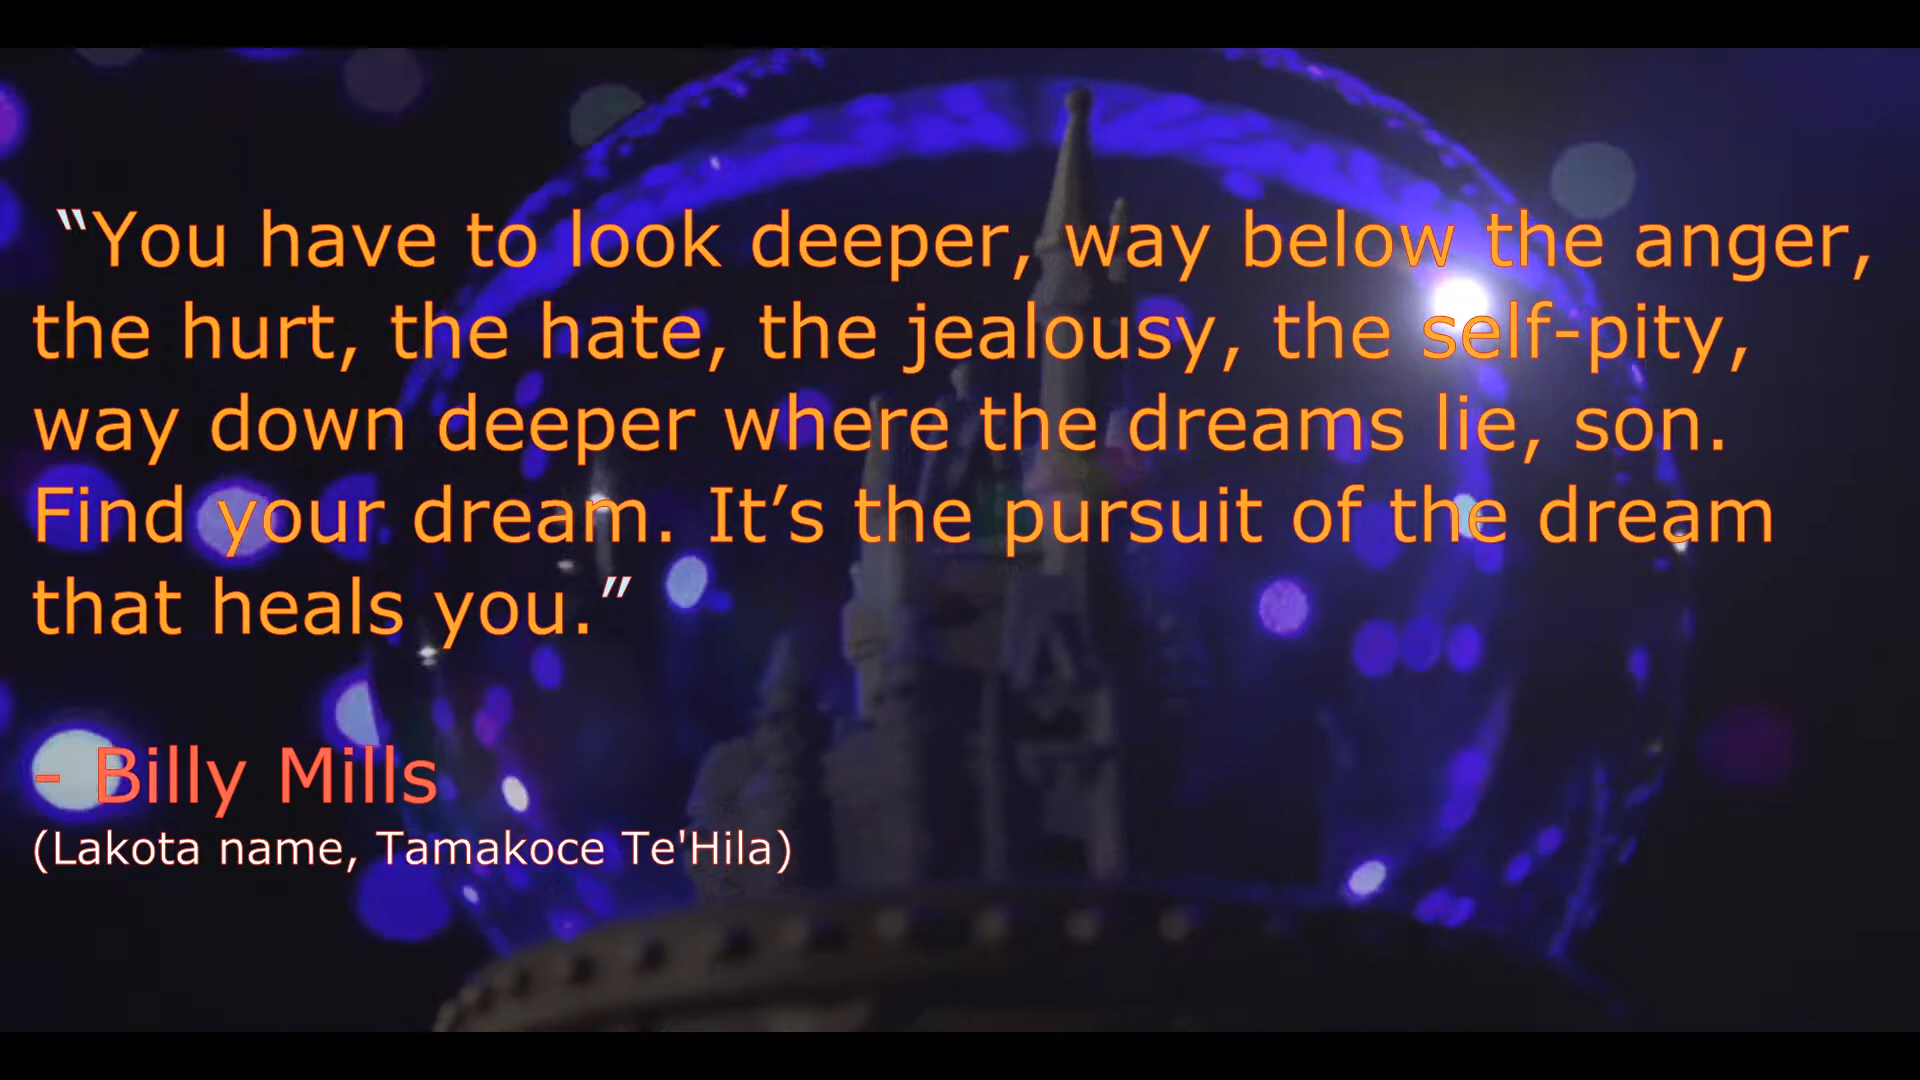 “You have to look deeper, way below the anger,
the hurt, the hate, the jealousy, the self-pity,
way down deeper where the dreams lie, son.
Find your dream. It’s the pursuit of the dream
that heals you.”
- Billy Mills
(Lakota name, Tamakoce Te'Hila)